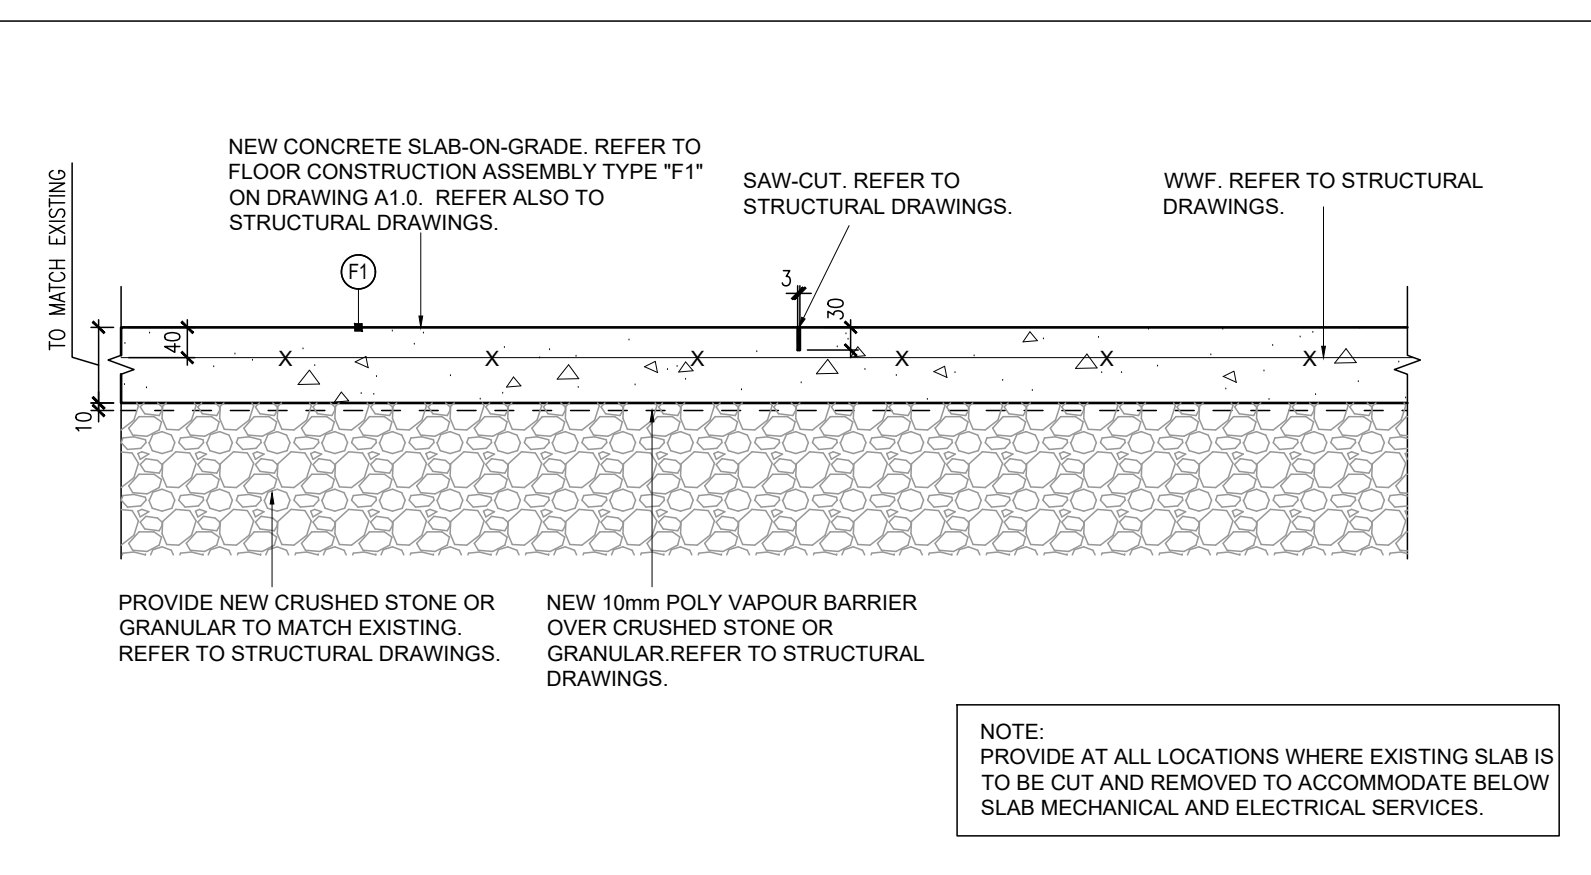 NEW CONCRETE SLAB-ON-GRADE. REFER TO
FLOOR CONSTRUCTION ASSEMBLY TYPE "F1"
ON DRAWING A1.0.  REFER ALSO TO
STRUCTURAL DRAWINGS.
SAW-CUT. REFER TO
STRUCTURAL DRAWINGS.
WWF. REFER TO STRUCTURAL
DRAWINGS.
TO MATCH EXISTING
F1
3
30
40
X X X X X X
10
PROVIDE NEW CRUSHED STONE OR
GRANULAR TO MATCH EXISTING.
REFER TO STRUCTURAL DRAWINGS.
NEW 10mm POLY VAPOUR BARRIER
OVER CRUSHED STONE OR
GRANULAR.REFER TO STRUCTURAL
DRAWINGS.
NOTE:
PROVIDE AT ALL LOCATIONS WHERE EXISTING SLAB IS
TO BE CUT AND REMOVED TO ACCOMMODATE BELOW
SLAB MECHANICAL AND ELECTRICAL SERVICES.